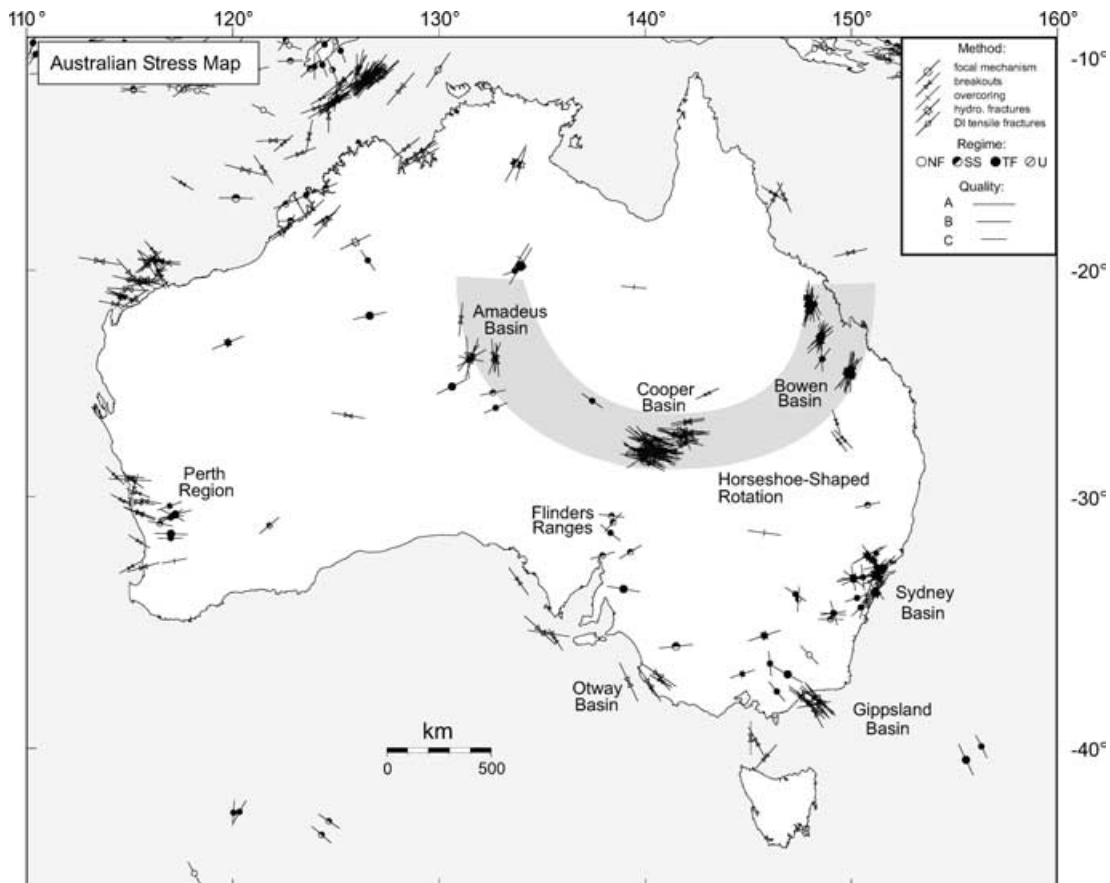 110° 120° 130° 140° 150° 160°
Australian Stress Map
Method:
focal mechanism
breakouts
overcoring
hydro. fractures
DI tensile fractures
Regime:
NF SS TF U
Quality:
A
B
C
-10°
-20°
-30°
-40°
Amadeus
Basin
Cooper
Basin
Bowen
Basin
Horseshoe-Shaped
Rotation
Perth
Region
Flinders
Ranges
Sydney
Basin
Otway
Basin
Gippsland
Basin
km
0 500